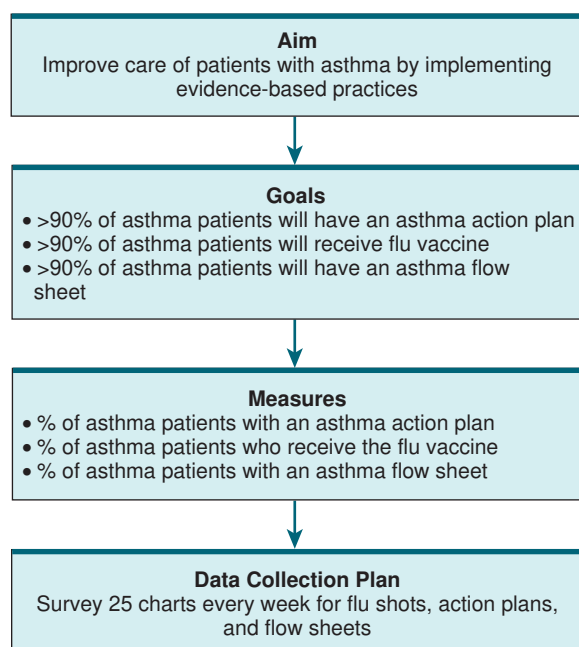 Aim
Improve care of patients with asthma by implementing
evidence-based practices
Goals
• >90% of asthma patients will have an asthma action plan
• >90% of asthma patients will receive flu vaccine
• >90% of asthma patients will have an asthma flow
sheet
Measures
• % of asthma patients with an asthma action plan
• % of asthma patients who receive the flu vaccine
• % of asthma patients with an asthma flow sheet
Data Collection Plan
Survey 25 charts every week for flu shots, action plans,
and flow sheets